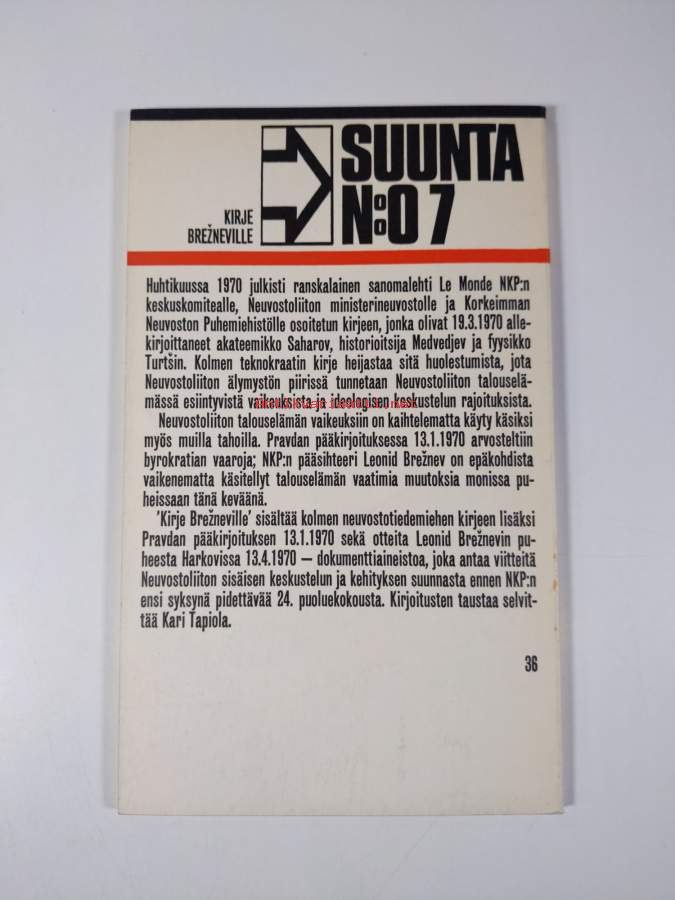 KIRJE
BREŽNEVILLE
SUUNTA
N:o 7
Huhtikuussa 1970 julkisti ranskalainen sanomalehti Le Monde NKP:n
keskuskomitealle, Neuvostoliiton ministerineuvostolle ja Korkeimman
Neuvoston Puhemiehistölle osoitetun kirjeen, jonka olivat 19.3.1970 alle-
kirjoittaneet akateemikko Saharov, historioitsija Medvedjev ja fyysikko
Turtšin. Kolmen teknokraatin kirje heijastaa sitä huolestumista, jota
Neuvostoliiton älymystön piirissä tunnetaan Neuvostoliiton talouselä-
mässä esiintyvistä vaikeuksista ja ideologisen keskustelun rajoituksista.
Neuvostoliiton talouselämän vaikeuksiin on kaihtelematta käyty käsiksi
myös muilla tahoilla. Pravdan pääkirjoituksessa 13.1.1970 arvosteltiin
byrokratian vaaroja; NKP:n pääsihteeri Leonid Brežnev on epäkohdista
vaikenematta käsitellyt talouselämän vaatimia muutoksia monissa pu-
heissaan tänä keväänä.
'Kirje Brežneville' sisältää kolmen neuvostotiedemiehen kirjeen lisäksi
Pravdan pääkirjoituksen 13.1.1970 sekä otteita Leonid Brežnevin pu-
heesta Harkovissa 13.4.1970 — dokumenttiaineistoa, joka antaa viitteitä
Neuvostoliiton sisäisen keskustelun ja kehityksen suunnasta ennen NKP:n
ensi syksynä pidettävää 24. puoluekokousta. Kirjoitusten taustaa selvit-
tää Kari Tapiola.
36